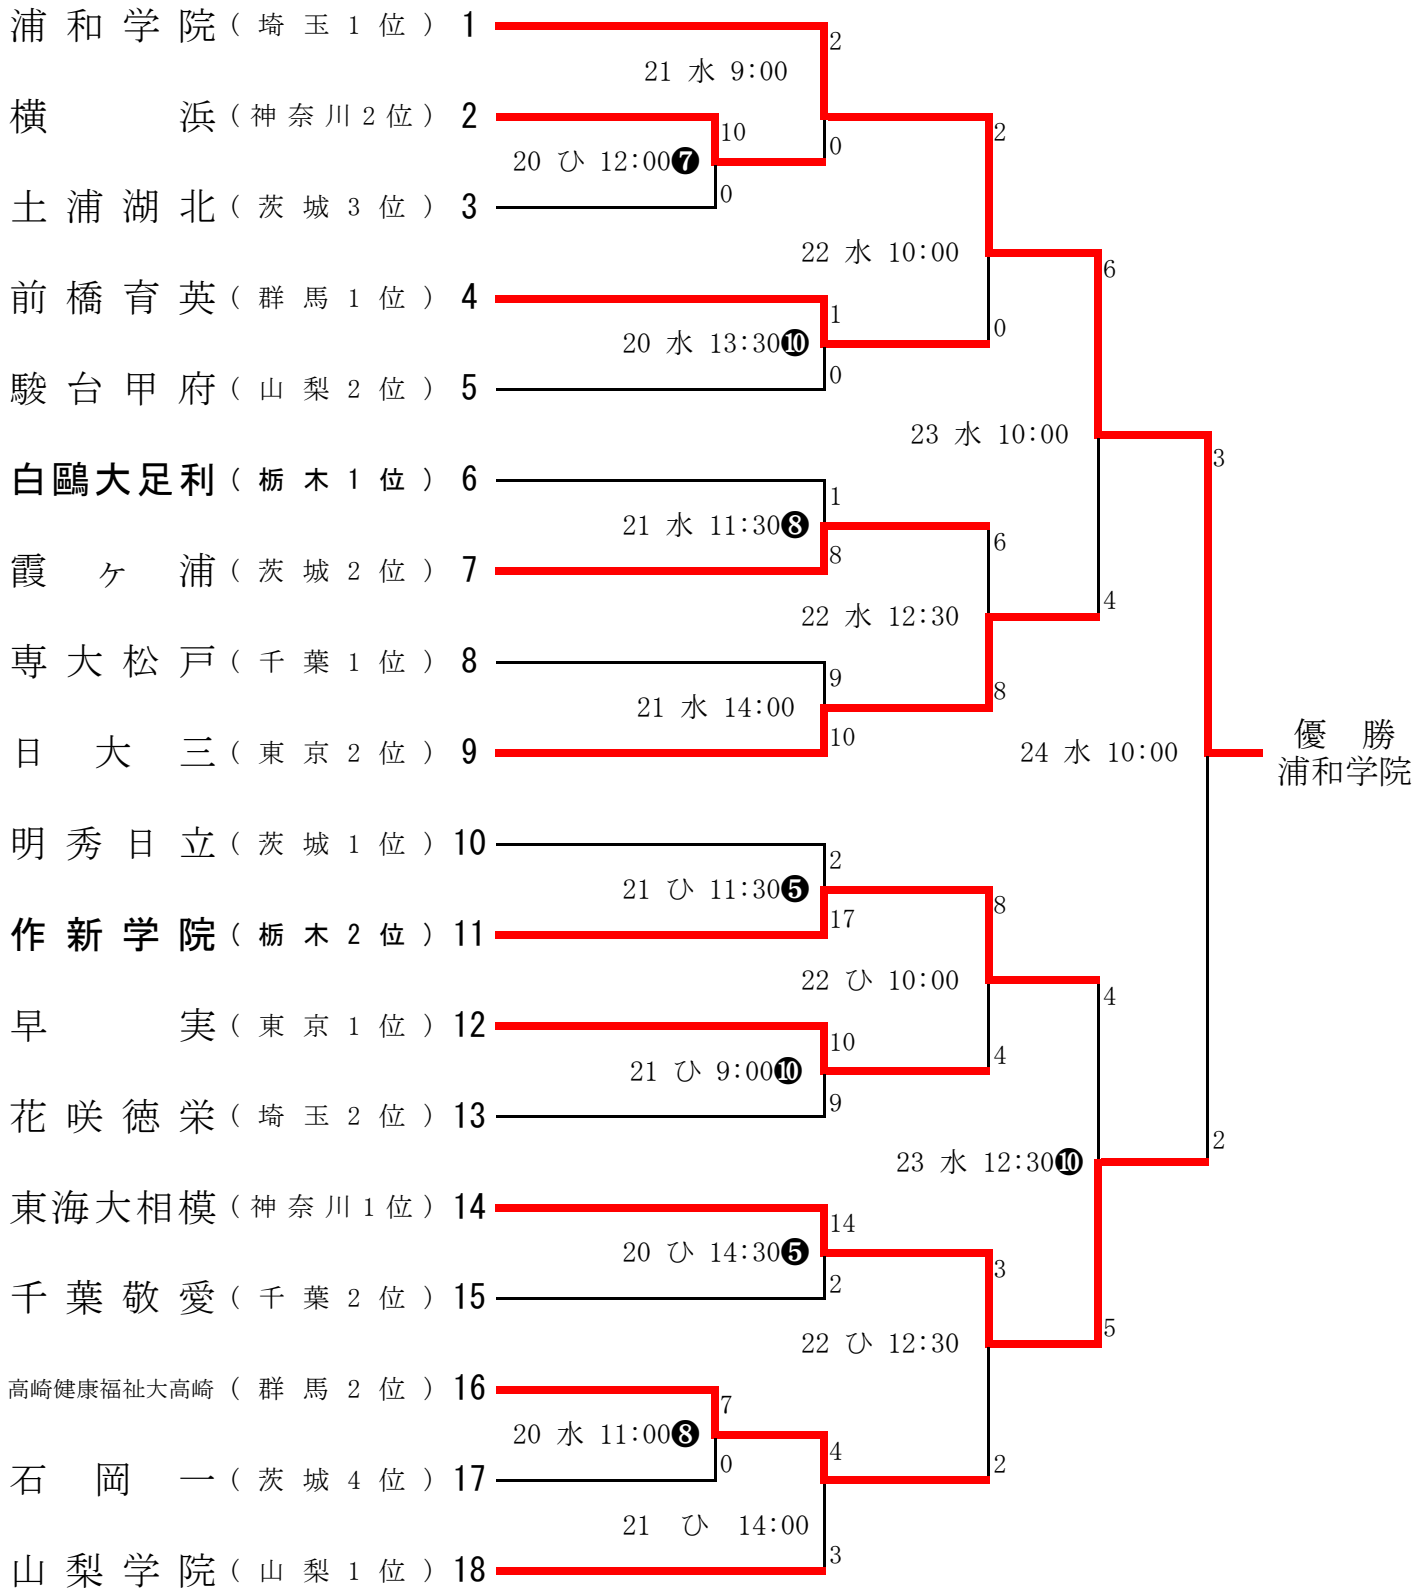 浦和学院(埼玉1位) 1
2
21 水 9:00
横浜(神奈川2位) 2
10
2
0
20 ひ 12:00❼
土浦湖北(茨城3位) 3
0
22 水 10:00
6
前橋育英(群馬1位) 4
1
0
20 水 13:30❿
駿台甲府(山梨2位) 5
0
23 水 10:00
3
白鷗大足利(栃木1位) 6
1
21 水 11:30❽
6
霞ヶ浦(茨城2位) 7
8
4
22 水 12:30
専大松戸(千葉1位) 8
9
8
21 水 14:00
日大三(東京2位) 9
10
24 水 10:00
優勝
浦和学院
明秀日立(茨城1位) 10
2
21 ひ 11:30❺
8
作新学院(栃木2位) 11
17
22 ひ 10:00
4
早実(東京1位) 12
10
4
21 ひ 9:00❿
花咲徳栄(埼玉2位) 13
9
2
23 水 12:30❿
東海大相模(神奈川1位) 14
14
20 ひ 14:30❺
3
千葉敬愛(千葉2位) 15
2
5
22 ひ 12:30
高崎健康福祉大高崎(群馬2位) 16
7
20 水 11:00❽
4
石岡一(茨城4位) 17
0
2
21 ひ 14:00
山梨学院(山梨1位) 18
3